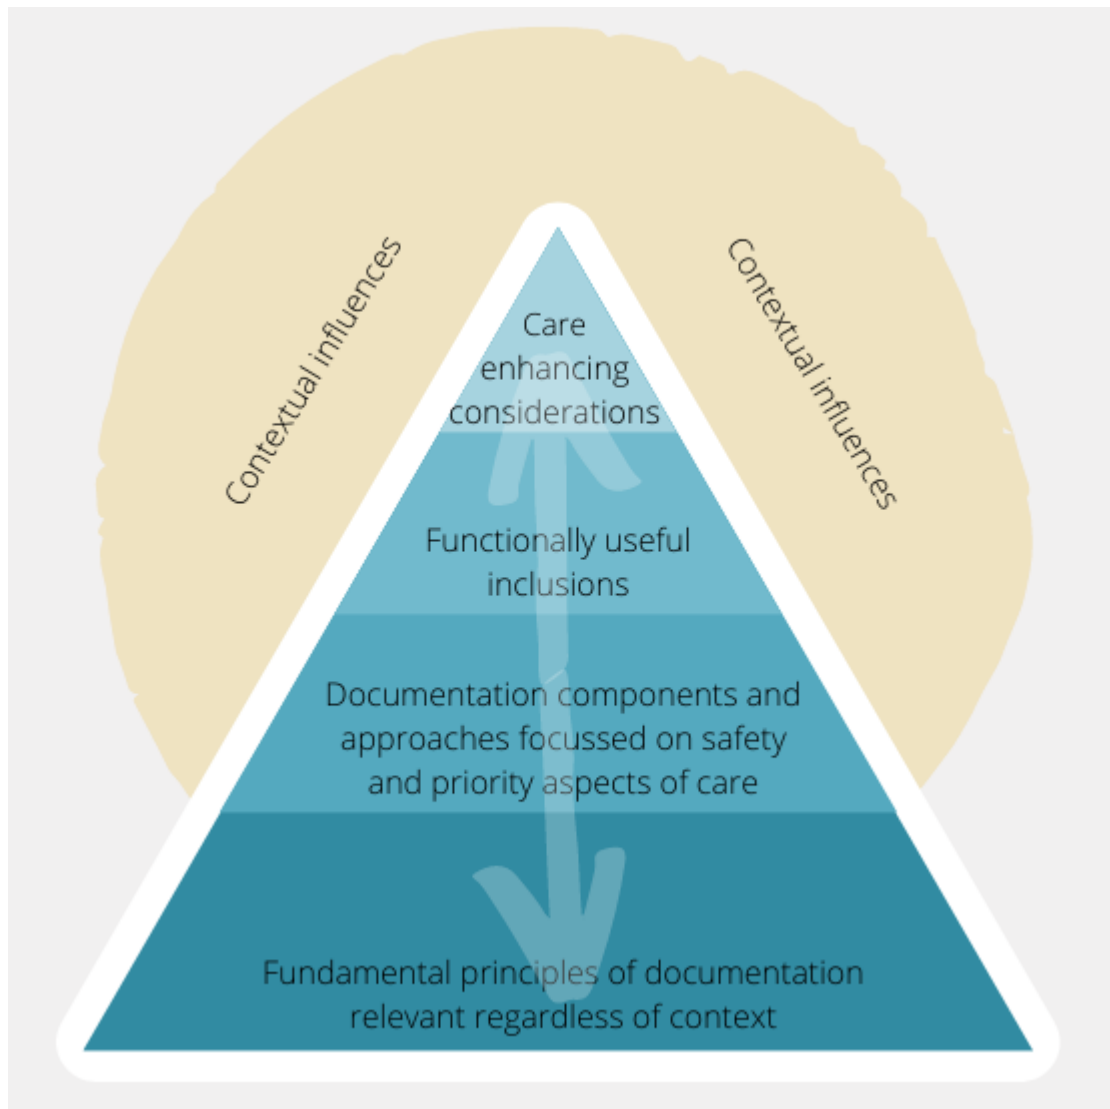 Contextual influences
Contextual influences
Care
enhancing
considerations
Functionally useful
inclusions
Documentation components and
approaches focussed on safety
and priority aspects of care
Fundamental principles of documentation
relevant regardless of context